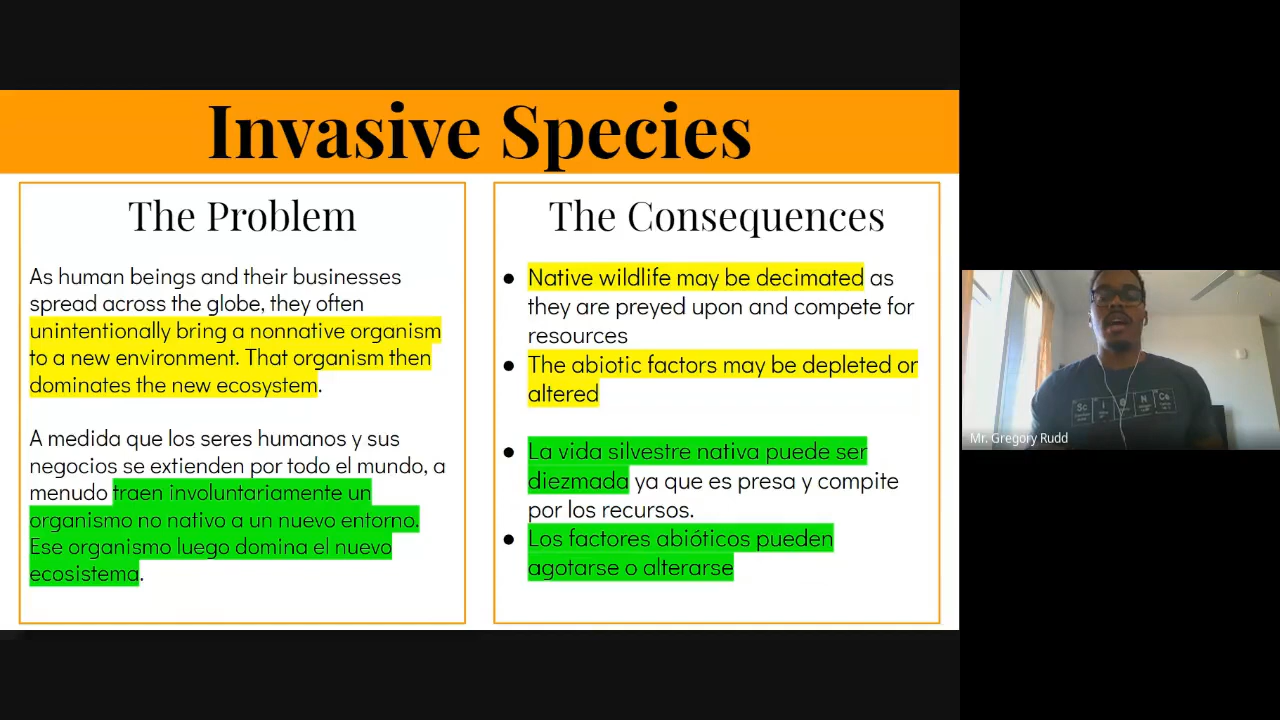 Invasive Species
The Problem
As human beings and their businesses
spread across the globe, they often
unintentionally bring a nonnative organism
to a new environment. That organism then
dominates the new ecosystem.
A medida que los seres humanos y sus
negocios se extienden por todo el mundo, a
menudo traen involuntariamente un
organismo no nativo a un nuevo entorno.
Ese organismo luego domina el nuevo
ecosistema.
The Consequences
● Native wildlife may be decimated as
they are preyed upon and compete for
resources
● The abiotic factors may be depleted or
altered
● La vida silvestre nativa puede ser
diezmada ya que es presa y compite
por los recursos.
● Los factores abióticos pueden
agotarse o alterarse
Sc i e N Ce
Mr. Gregory Rudd